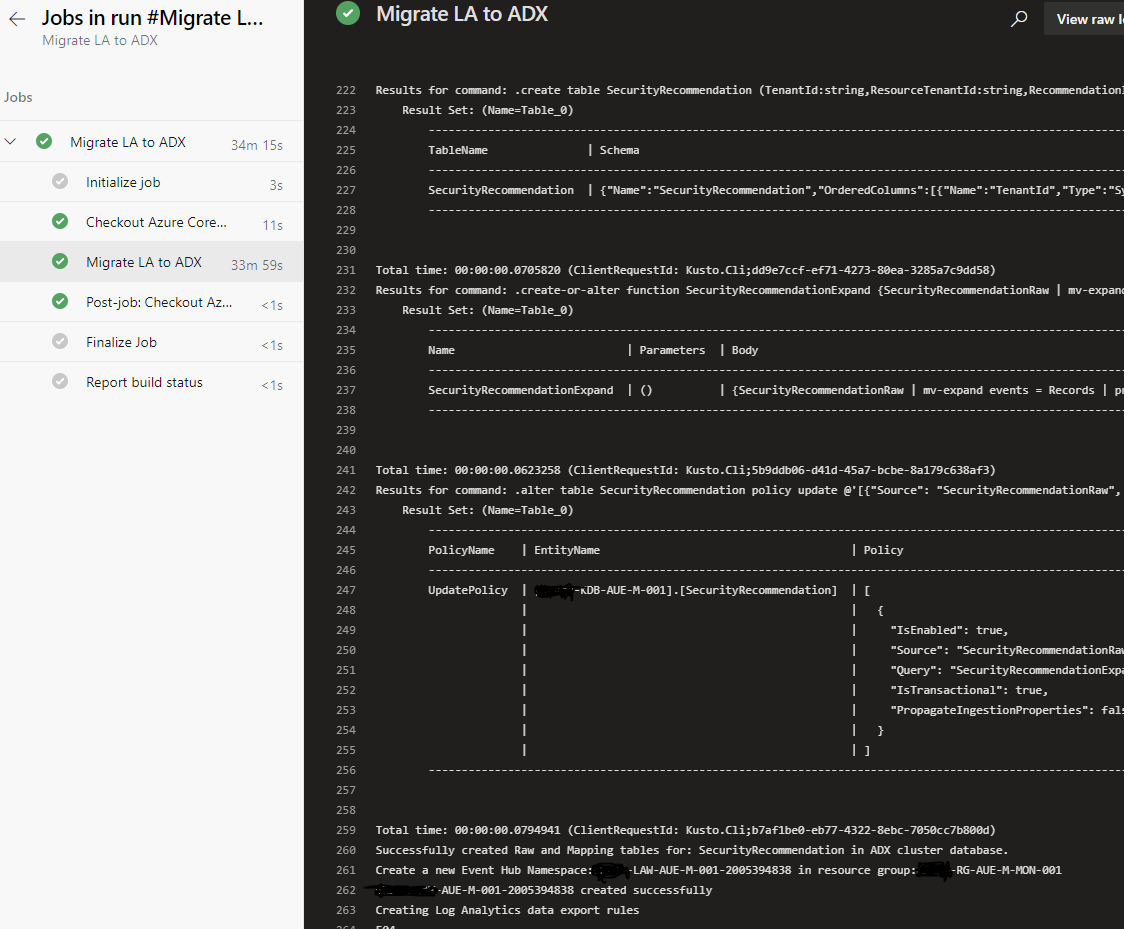 Jobs in run #Migrate L...
Migrate LA to ADX
Jobs
Migrate LA to ADX 34m 15s
Initialize job 3s
Checkout Azure Core... 11s
Migrate LA to ADX 33m 59s
Post-job: Checkout Az... <1s
Finalize Job <1s
Report build status <1s
Migrate LA to ADX
View raw l
222 Results for command: .create table SecurityRecommendation (TenantId:string,ResourceTenantId:string,Recommendation
223 Result Set: (Name=Table_0)
224 --------------------------------------------------------------------------------
225 TableName | Schema
226 --------------------------------------------------------------------------------
227 SecurityRecommendation | {"Name":"SecurityRecommendation","OrderedColumns":[{"Name":"TenantId","Type":"Sy
228 --------------------------------------------------------------------------------
229
230
231 Total time: 00:00:00.0705820 (ClientRequestId: Kusto.Cli;dd9e7ccf-ef71-4273-80ea-3285a7c9dd58)
232 Results for command: .create-or-alter function SecurityRecommendationExpand {SecurityRecommendationRaw | mv-expand
233 Result Set: (Name=Table_0)
234 --------------------------------------------------------------------------------
235 Name | Parameters | Body
236 --------------------------------------------------------------------------------
237 SecurityRecommendationExpand | () | {SecurityRecommendationRaw | mv-expand events = Records | p
238 --------------------------------------------------------------------------------
239
240
241 Total time: 00:00:00.0623258 (ClientRequestId: Kusto.Cli;5b9ddb06-d41d-45a7-bcbe-8a179c638af3)
242 Results for command: .alter table SecurityRecommendation policy update @'[{"Source": "SecurityRecommendationRaw",
243 Result Set: (Name=Table_0)
244 --------------------------------------------------------------------------------
245 PolicyName | EntityName | Policy
246 --------------------------------------------------------------------------------
247 UpdatePolicy | -KDB-AUE-M-001].[SecurityRecommendation] | [
248 | | {
249 | | "IsEnabled": true,
250 | | "Source": "SecurityRecommendationRaw
251 | | "Query": "SecurityRecommendationExpa
252 | | "IsTransactional": true,
253 | | "PropagateIngestionProperties": fals
254 | | }
255 | | ]
256 --------------------------------------------------------------------------------
257
258
259 Total time: 00:00:00.0794941 (ClientRequestId: Kusto.Cli;b7af1be0-eb77-4322-8ebc-7050cc7b800d)
260 Successfully created Raw and Mapping tables for: SecurityRecommendation in ADX cluster database.
261 Create a new Event Hub Namespace: -LAW-AUE-M-001-2005394838 in resource group: -RG-AUE-M-MON-001
262 -AUE-M-001-2005394838 created successfully
263 Creating Log Analytics data export rules